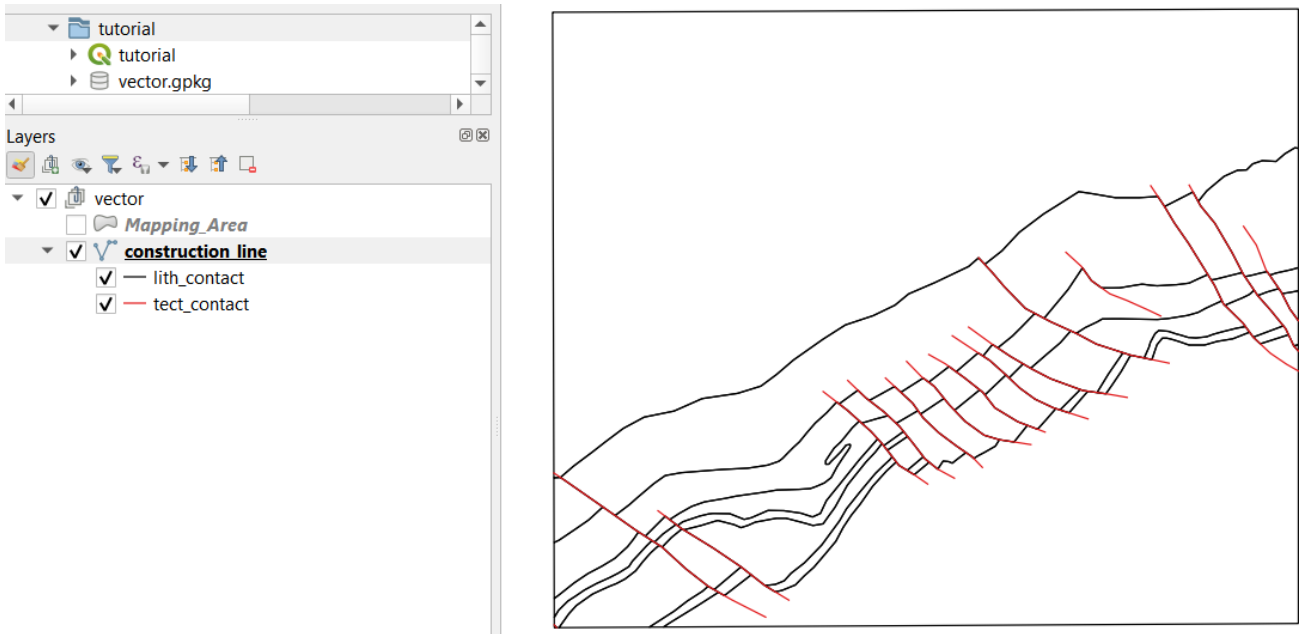 tutorial
tutorial
vector.gpkg
Layers
vector
Mapping_Area
construction_line
lith_contact
tect_contact